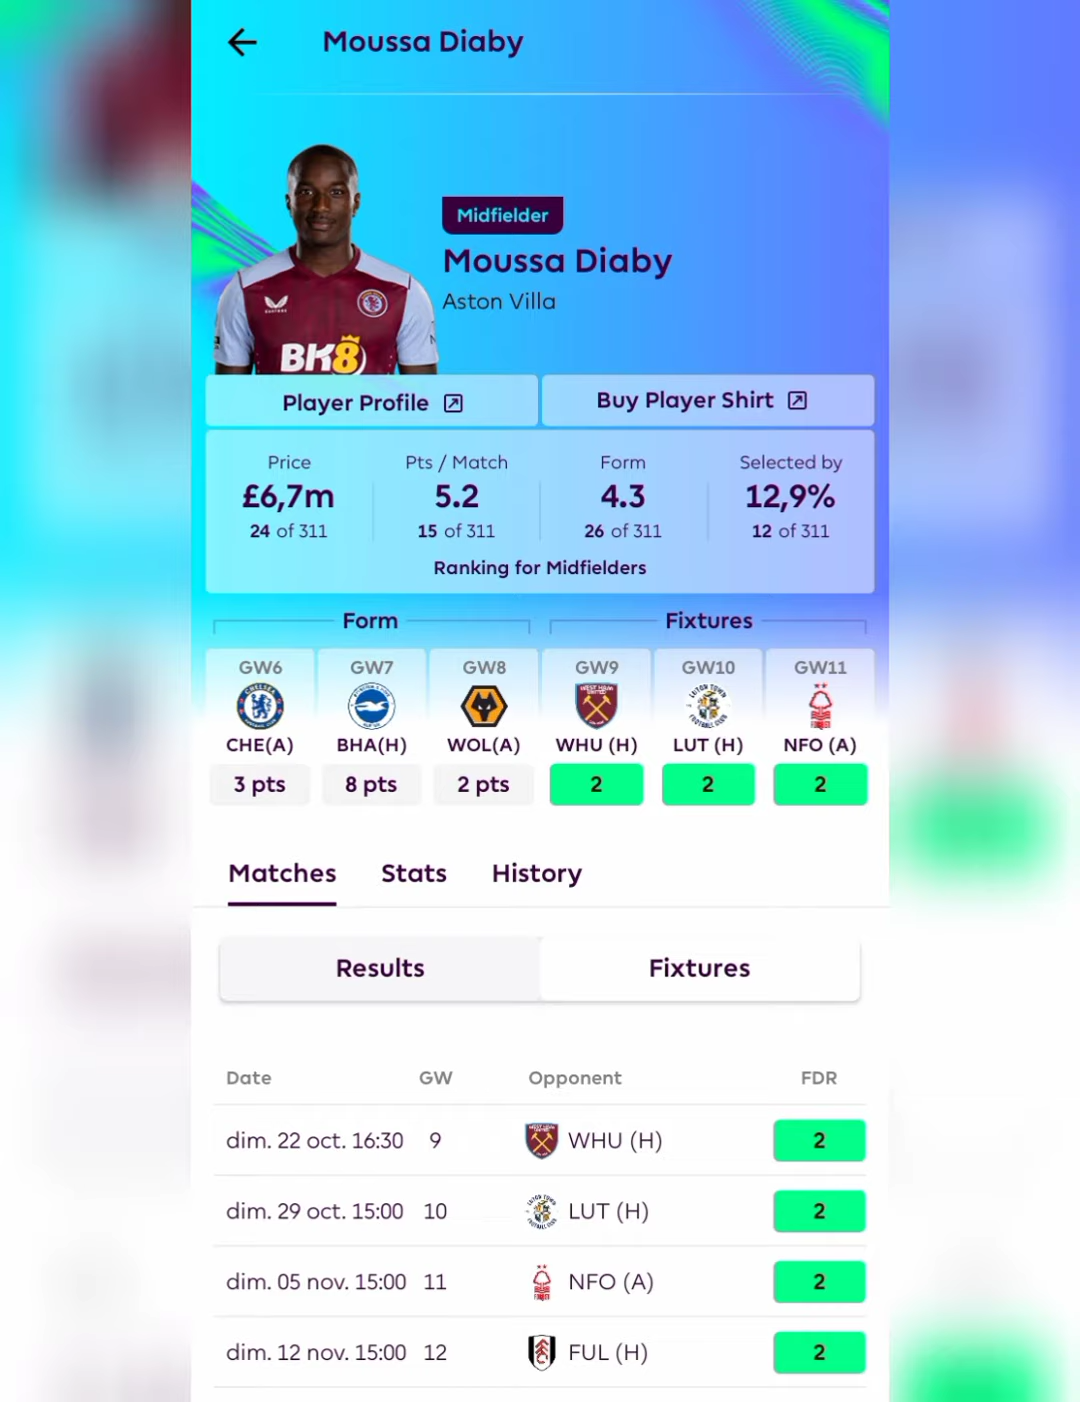 Moussa Diaby
Midfielder
Moussa Diaby
Aston Villa
BK8
Player Profile
Buy Player Shirt
Price Pts / Match Form Selected by
£6,7m 5.2 4.3 12,9%
24 of 311 15 of 311 26 of 311 12 of 311
Ranking for Midfielders
Form Fixtures
GW6 GW7 GW8 GW9 GW10 GW11
CHE(A) BHA(H) WOL(A) WHU (H) LUT (H) NFO (A)
3 pts 8 pts 2 pts 2 2 2
Matches Stats History
Results Fixtures
Date GW Opponent FDR
dim. 22 oct. 16:30 9 WHU (H) 2
dim. 29 oct. 15:00 10 LUT (H) 2
dim. 05 nov. 15:00 11 NFO (A) 2
dim. 12 nov. 15:00 12 FUL (H) 2